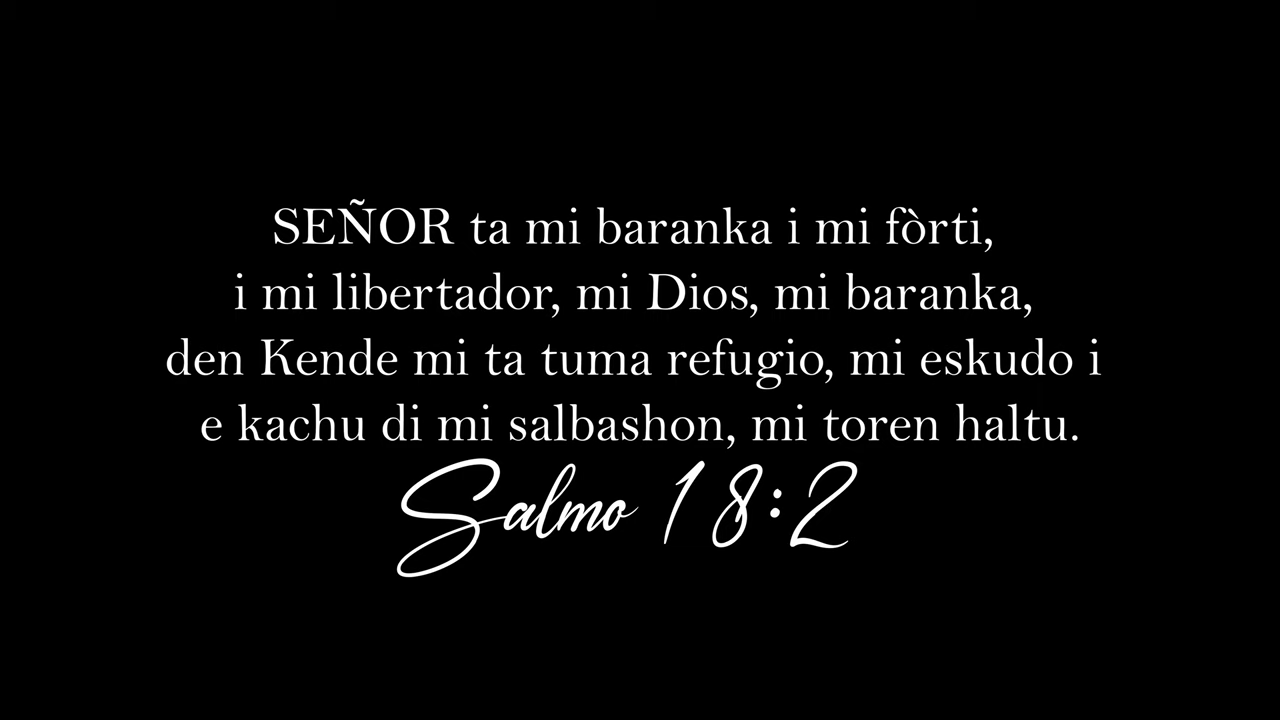 SEÑOR ta mi baranka i mi fòrti,
i mi libertador, mi Dios, mi baranka,
den Kende mi ta tuma refugio, mi eskudo i
e kachu di mi salbashon, mi toren haltu.
Salmo 18:2